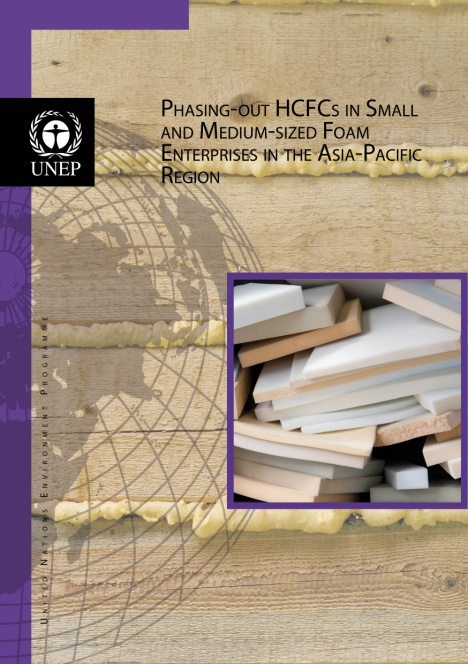 Phasing-out HCFCs in Small
and Medium-sized Foam
Enterprises in the Asia-Pacific
Region
UNEP
United Nations Environment Programme